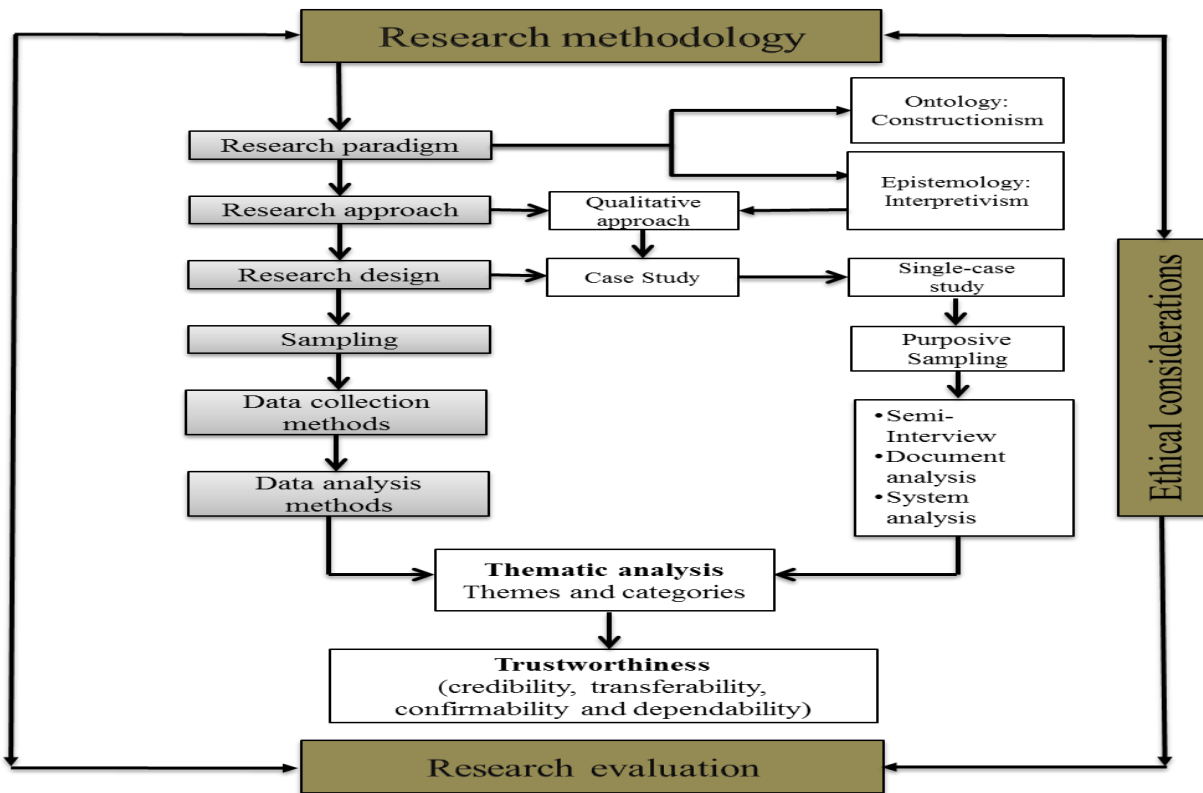 Research methodology
Ontology:
Constructionism
Research paradigm
Epistemology:
Interpretivism
Research approach
Qualitative
approach
Research design
Case Study
Single-case
study
Sampling
Purposive
Sampling
Data collection
methods
•Semi-
Interview
•Document
analysis
•System
analysis
Data analysis
methods
Ethical considerations
Thematic analysis
Themes and categories
Trustworthiness
(credibility, transferability,
confirmability and dependability)
Research evaluation